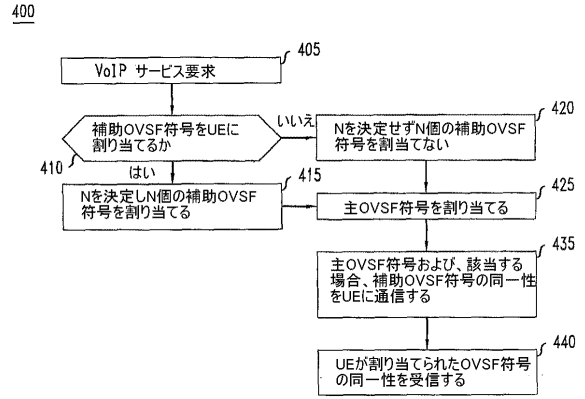 400
405
VoIP サービス要求
補助OVSF符号をUEに
割り当てるか
410
いいえ
はい
420
Nを決定せずN個の補助OVSF
符号を割当てない
415
Nを決定しN個の補助OVSF
符号を割り当てる
425
主OVSF符号を割り当てる
435
主OVSF符号および、該当する
場合、補助OVSF符号の同一性
をUEに通信する
440
UEが割り当てられたOVSF符号
の同一性を受信する